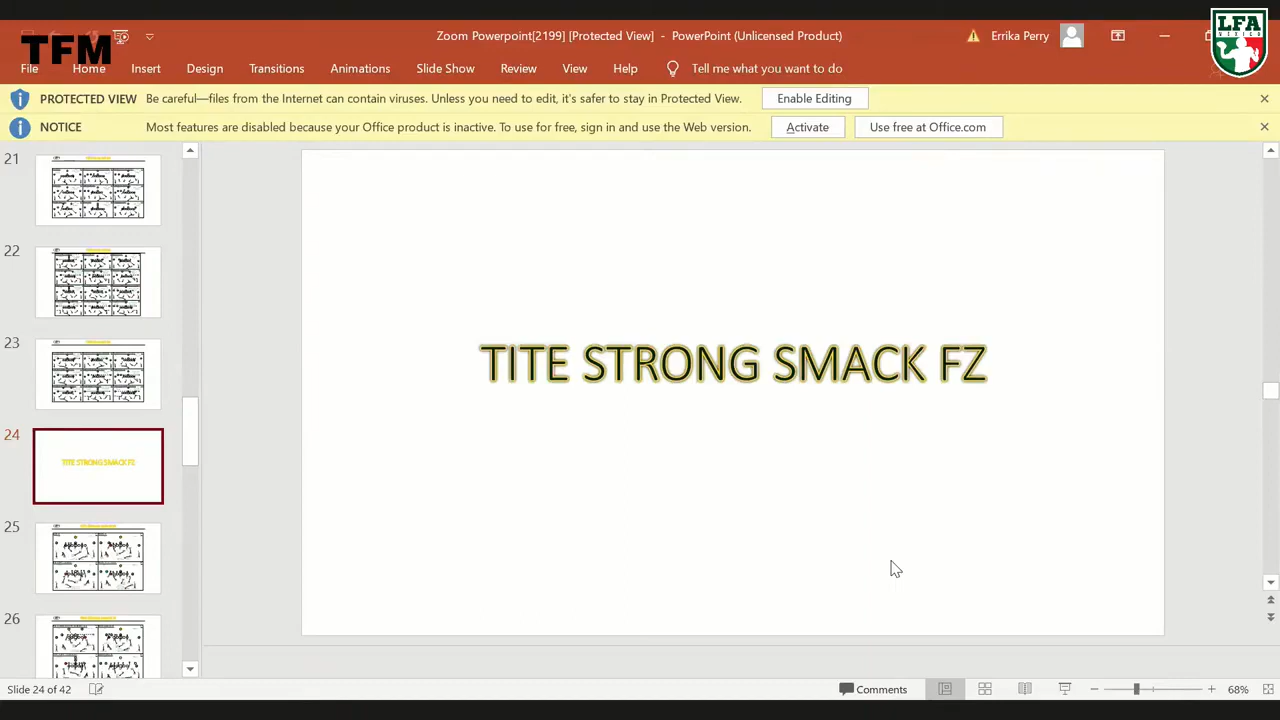 TFM
Zoom Powerpoint[2199] [Protected View] - PowerPoint (Unlicensed Product)
Errika Perry
LFA
MEXICO
File Home Insert Design Transitions Animations Slide Show Review View Help Tell me what you want to do
PROTECTED VIEW Be careful—files from the Internet can contain viruses. Unless you need to edit, it's safer to stay in Protected View. Enable Editing
NOTICE Most features are disabled because your Office product is inactive. To use for free, sign in and use the Web version. Activate Use free at Office.com
21
22
23
24
TITE STRONG SMACK FZ
25
26
TITE STRONG SMACK FZ
Slide 24 of 42
Comments
68%